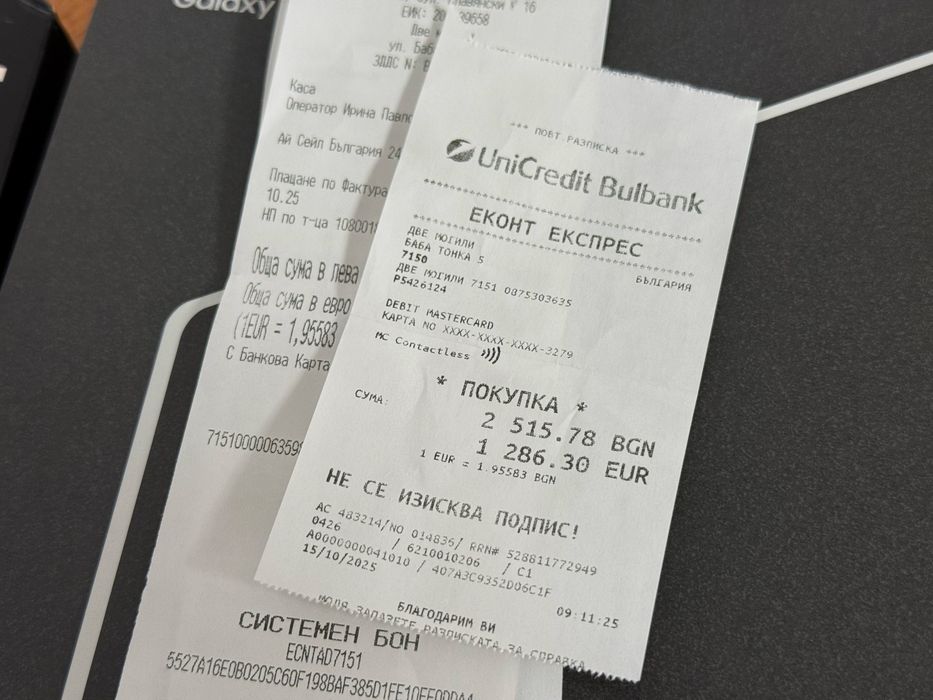 Galaxy
ЕИК: 20 39658
Две
ул. Баб
ЗДДС N:
Каса
Оператор Ирина Павло
Ай Сейл България 24
Плащане по фактура
10.25
НП по т-ца 108001
Обща сума в лева
Обща сума в евро
(1EUR = 1,95583
С Банкова Карта
71510000063598
СИСТЕМЕН БОН
ECNTAD7151
*** ПОВТ.РАЗПИСКА ***
UniCredit Bulbank
ЕКОНТ ЕКСПРЕС
ДВЕ МОГИЛИ
БАБА ТОНКА 5
7150 БЪЛГАРИЯ
ДВЕ МОГИЛИ 7151 0875303635
P5426124
DEBIT MASTERCARD
КАРТА NO XXXX-XXXX-XXXX-3279
MC Contactless
* ПОКУПКА *
СУМА: 2 515.78 BGN
1 286.30 EUR
1 EUR = 1.95583 BGN
НЕ СЕ ИЗИСКВА ПОДПИС!
AC 483214/NO 014836/ RRN# 528811772949
0426 / 6210010206 / C1
A0000000041010 / 407A3C9352D06C1F
15/10/2025 09:11:25
БЛАГОДАРИМ ВИ
МОЛЯ ЗАПАЗЕТЕ РАЗПИСКАТА ЗА СПРАВКА